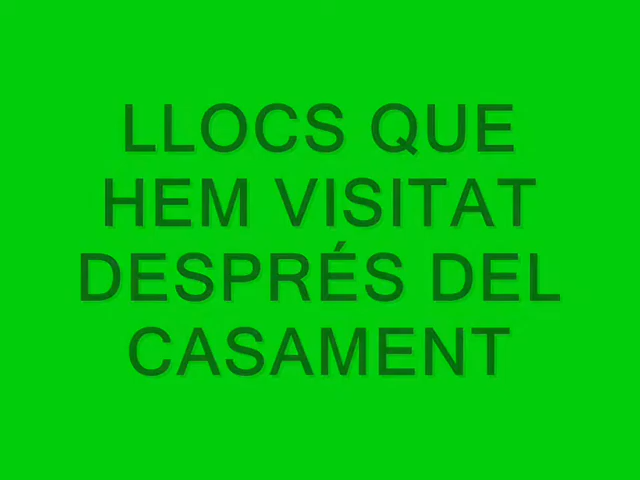 LLOCS QUE
HEM VISITAT
DESPRÉS DEL
CASAMENT